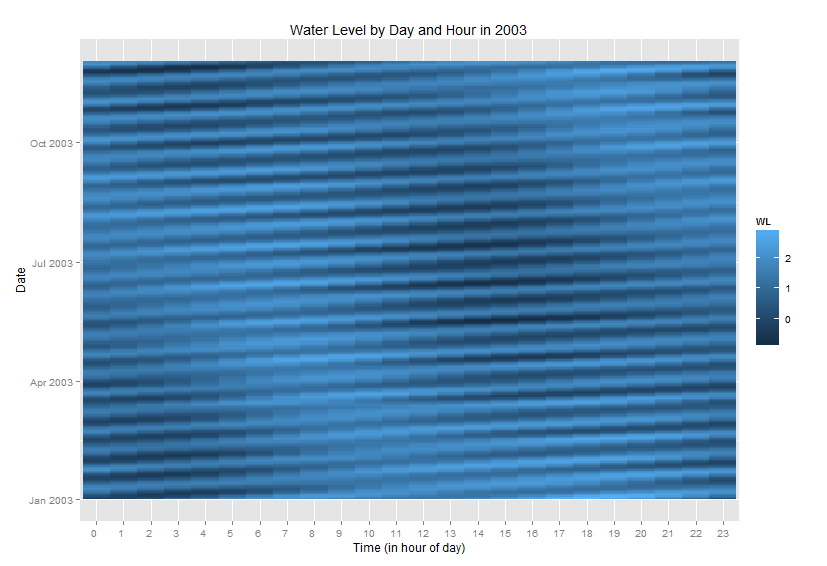 Water Level by Day and Hour in 2003
Oct 2003
Jul 2003
Apr 2003
Jan 2003
Date
0 1 2 3 4 5 6 7 8 9 10 11 12 13 14 15 16 17 18 19 20 21 22 23
Time (in hour of day)
WL
2
1
0